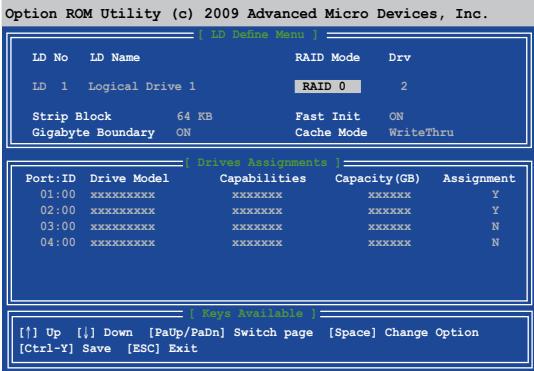 Option ROM Utility (c) 2009 Advanced Micro Devices, Inc.
[ LD Define Menu ]
LD No LD Name RAID Mode Drv
LD 1 Logical Drive 1 RAID 0 2
Strip Block 64 KB Fast Init ON
Gigabyte Boundary ON Cache Mode WriteThru
[ Drives Assignments ]
Port:ID Drive Model Capabilities Capacity(GB) Assignment
01:00 xxxxxxxxx xxxxxxx xxxxxx Y
02:00 xxxxxxxxx xxxxxxx xxxxxx Y
03:00 xxxxxxxxx xxxxxxx xxxxxx N
04:00 xxxxxxxxx xxxxxxx xxxxxx N
[ Keys Available ]
[↑] Up [↓] Down [PaUp/PaDn] Switch page [Space] Change Option
[Ctrl-Y] Save [ESC] Exit